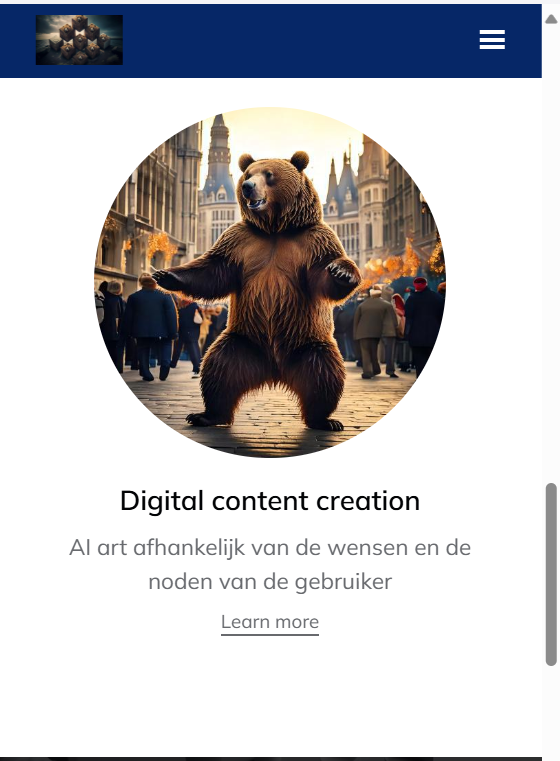 Digital content creation
AI art afhankelijk van de wensen en de
noden van de gebruiker
Learn more